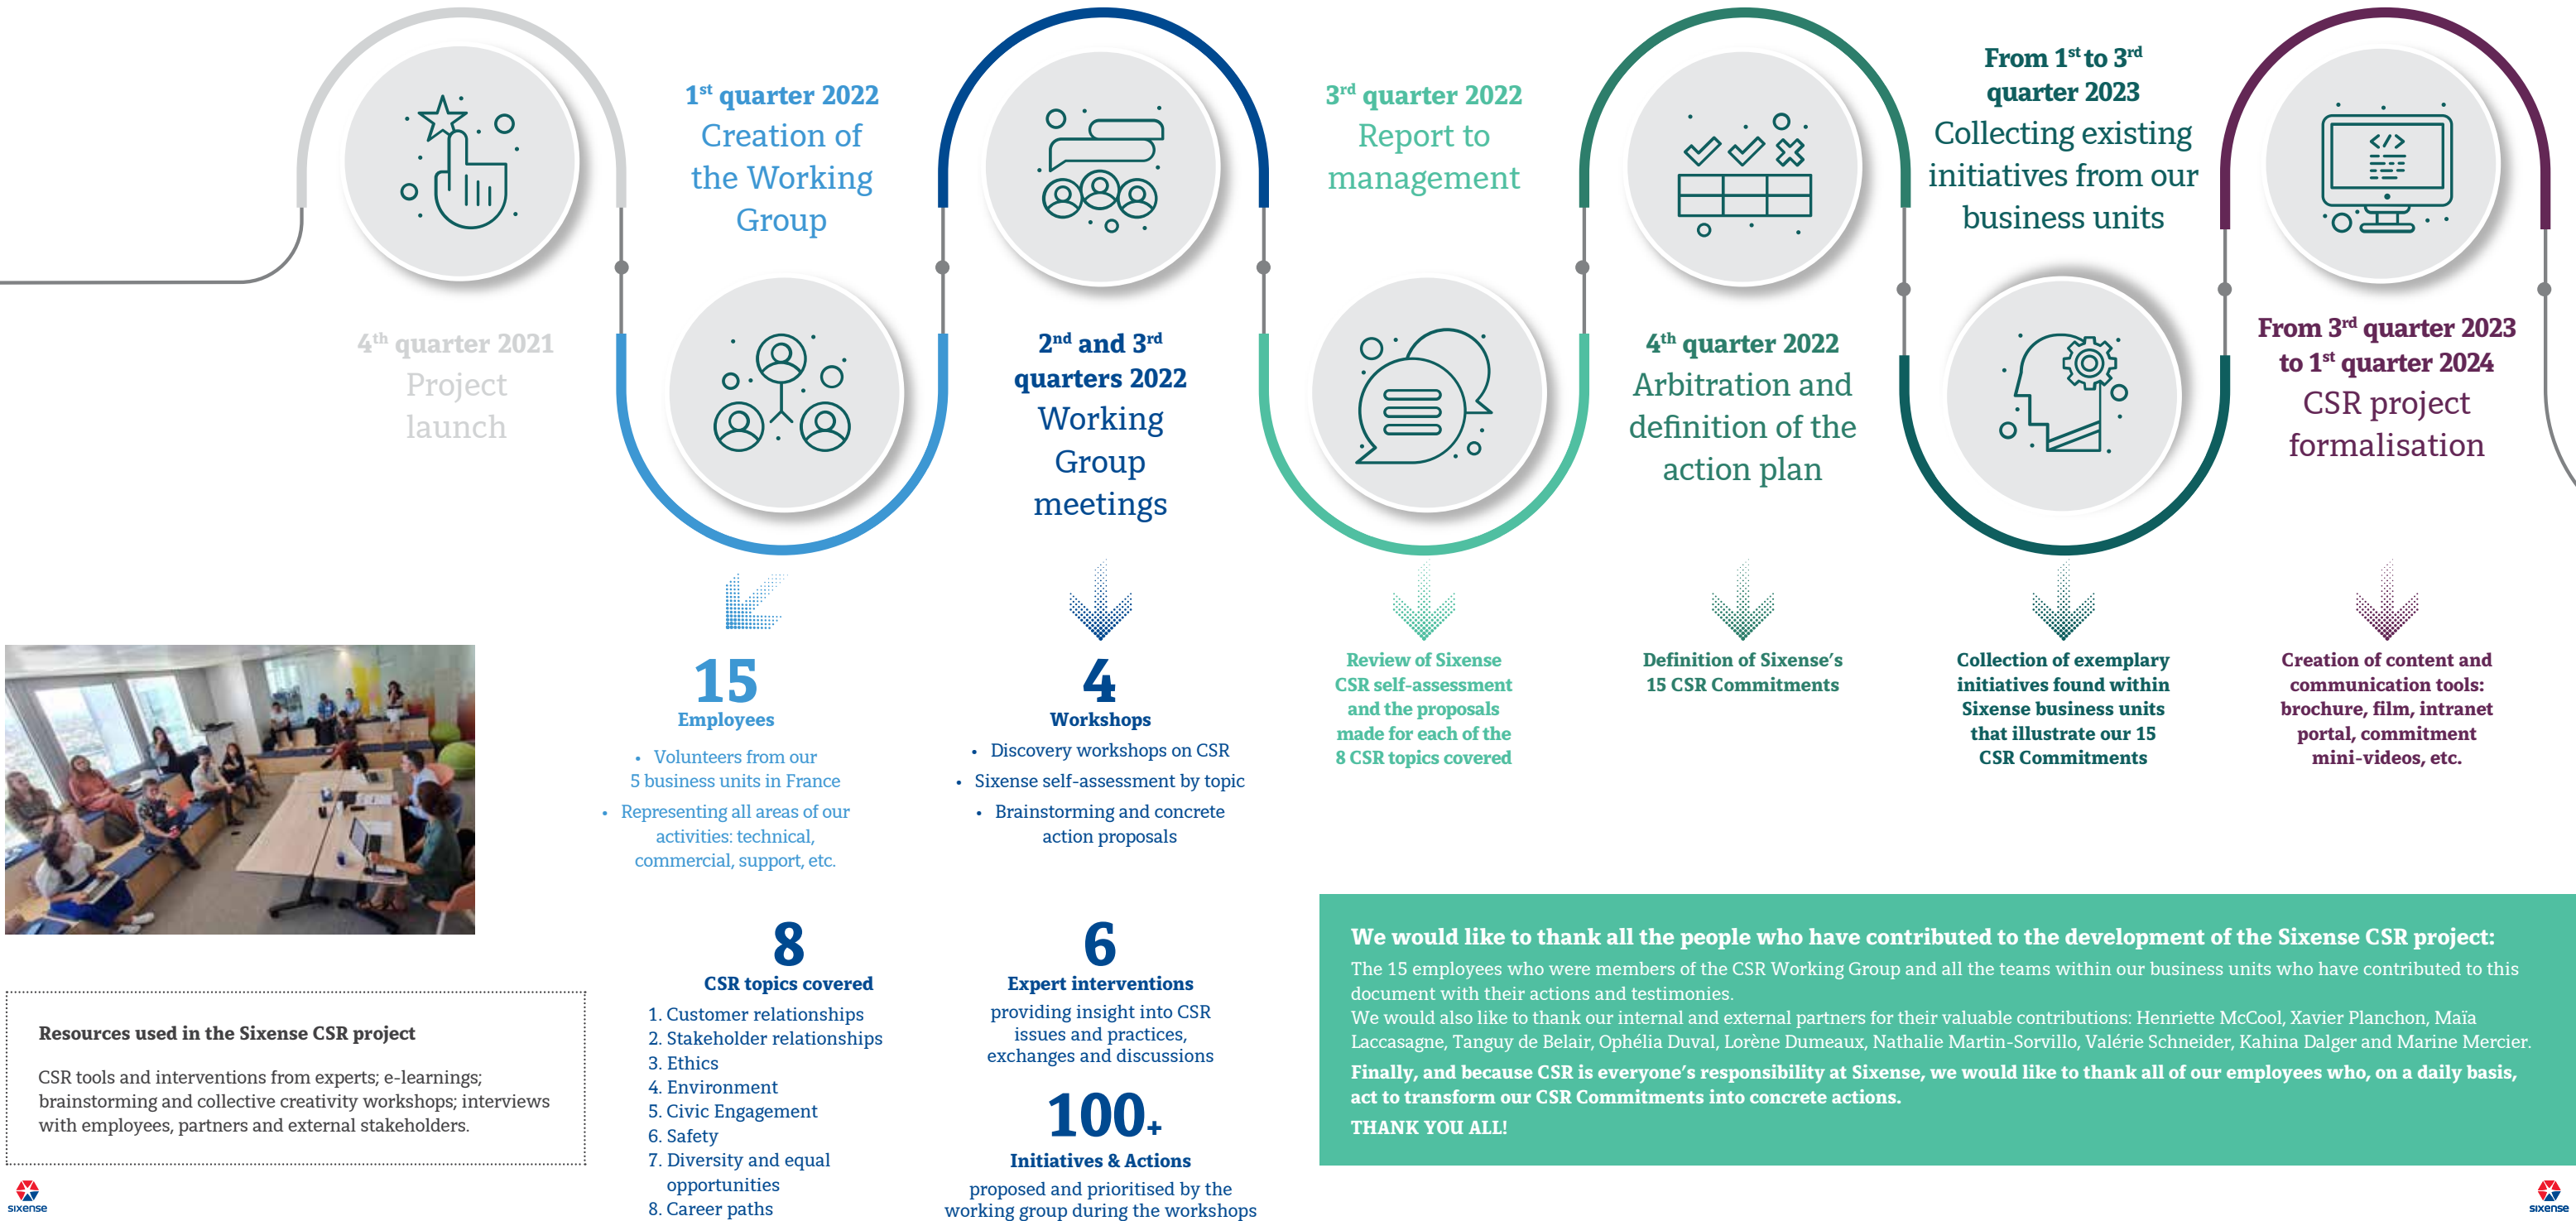 4th quarter 2021
Project
launch
1st quarter 2022
Creation of
the Working
Group
2nd and 3rd
quarters 2022
Working
Group
meetings
3rd quarter 2022
Report to
management
4th quarter 2022
Arbitration and
definition of the
action plan
From 1st to 3rd
quarter 2023
Collecting existing
initiatives from our
business units
</>
From 3rd quarter 2023
to 1st quarter 2024
CSR project
formalisation
15
Employees
• Volunteers from our
5 business units in France
• Representing all areas of our
activities: technical,
commercial, support, etc.
8
CSR topics covered
1. Customer relationships
2. Stakeholder relationships
3. Ethics
4. Environment
5. Civic Engagement
6. Safety
7. Diversity and equal
opportunities
8. Career paths
4
Workshops
• Discovery workshops on CSR
• Sixense self-assessment by topic
• Brainstorming and concrete
action proposals
6
Expert interventions
providing insight into CSR
issues and practices,
exchanges and discussions
100+
Initiatives & Actions
proposed and prioritised by the
working group during the workshops
Review of Sixense
CSR self-assessment
and the proposals
made for each of the
8 CSR topics covered
Definition of Sixense's
15 CSR Commitments
Collection of exemplary
initiatives found within
Sixense business units
that illustrate our 15
CSR Commitments
Creation of content and
communication tools:
brochure, film, intranet
portal, commitment
mini-videos, etc.
Resources used in the Sixense CSR project
CSR tools and interventions from experts; e-learnings;
brainstorming and collective creativity workshops; interviews
with employees, partners and external stakeholders.
We would like to thank all the people who have contributed to the development of the Sixense CSR project:
The 15 employees who were members of the CSR Working Group and all the teams within our business units who have contributed to this
document with their actions and testimonies.
We would also like to thank our internal and external partners for their valuable contributions: Henriette McCool, Xavier Planchon, Maïa
Laccasagne, Tanguy de Belair, Ophélia Duval, Lorène Dumeaux, Nathalie Martin-Sorvillo, Valérie Schneider, Kahina Dalger and Marine Mercier.
Finally, and because CSR is everyone's responsibility at Sixense, we would like to thank all of our employees who, on a daily basis,
act to transform our CSR Commitments into concrete actions.
THANK YOU ALL!
sixense
sixense